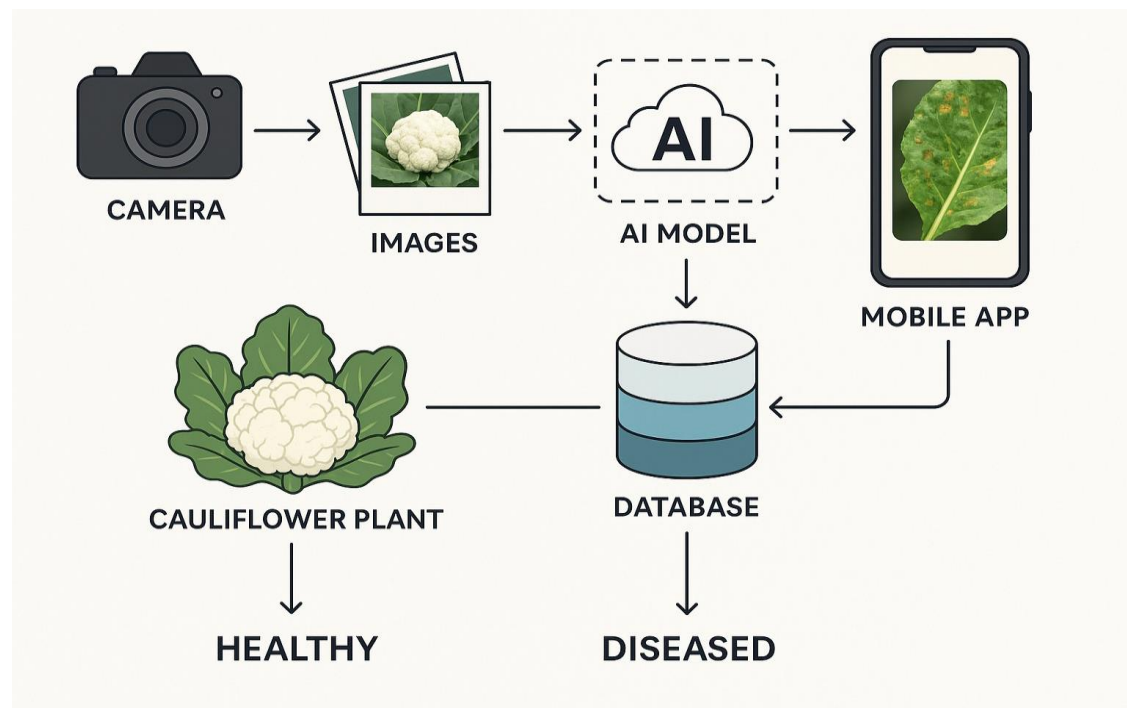 CAMERA
IMAGES
AI
AI MODEL
MOBILE APP
CAULIFLOWER PLANT
DATABASE
HEALTHY
DISEASED